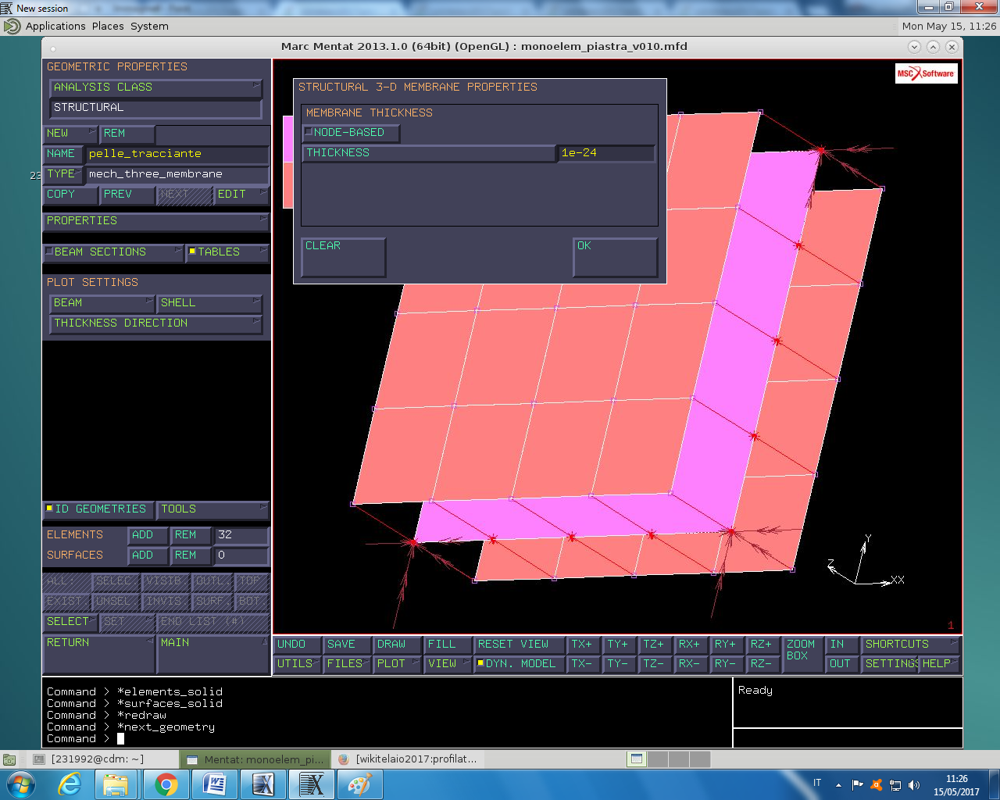 New session
Applications Places System
Mon May 15, 11:26
Marc Mentat 2013.1.0 (64bit) (OpenGL) : monoelem_piastra_v010.mfd
GEOMETRIC PROPERTIES
ANALYSIS CLASS
STRUCTURAL
NEW REM
NAME pelle_tracciante
TYPE mech_three_membrane
COPY PREV NEXT EDIT
PROPERTIES
BEAM SECTIONS TABLES
PLOT SETTINGS
BEAM SHELL
THICKNESS DIRECTION
ID GEOMETRIES TOOLS
ELEMENTS ADD REM 32
SURFACES ADD REM 0
ALL: SELEC. VISIB. OUTL. TOP
EXIST. UNSEL. INVIS. SURF. BOT.
SELECT SET END LIST (#)
RETURN MAIN
23
STRUCTURAL 3-D MEMBRANE PROPERTIES
MEMBRANE THICKNESS
NODE-BASED
THICKNESS 1e-24
CLEAR OK
MSC Software
Y
Z
XX
1
UNDO SAVE DRAW FILL RESET VIEW TX+ TY+ TZ+ RX+ RY+ RZ+ ZOOM BOX IN SHORTCUTS
UTILS FILES PLOT VIEW DYN. MODEL TX- TY- TZ- RX- RY- RZ- OUT SETTINGS HELP
Command > *elements_solid
Command > *surfaces_solid
Command > *redraw
Command > *next_geometry
Command >
Ready
[231992@cdm: ~]
Mentat: monoelem_pi...
[wikitelaio2017:profilat...
IT
11:26
15/05/2017